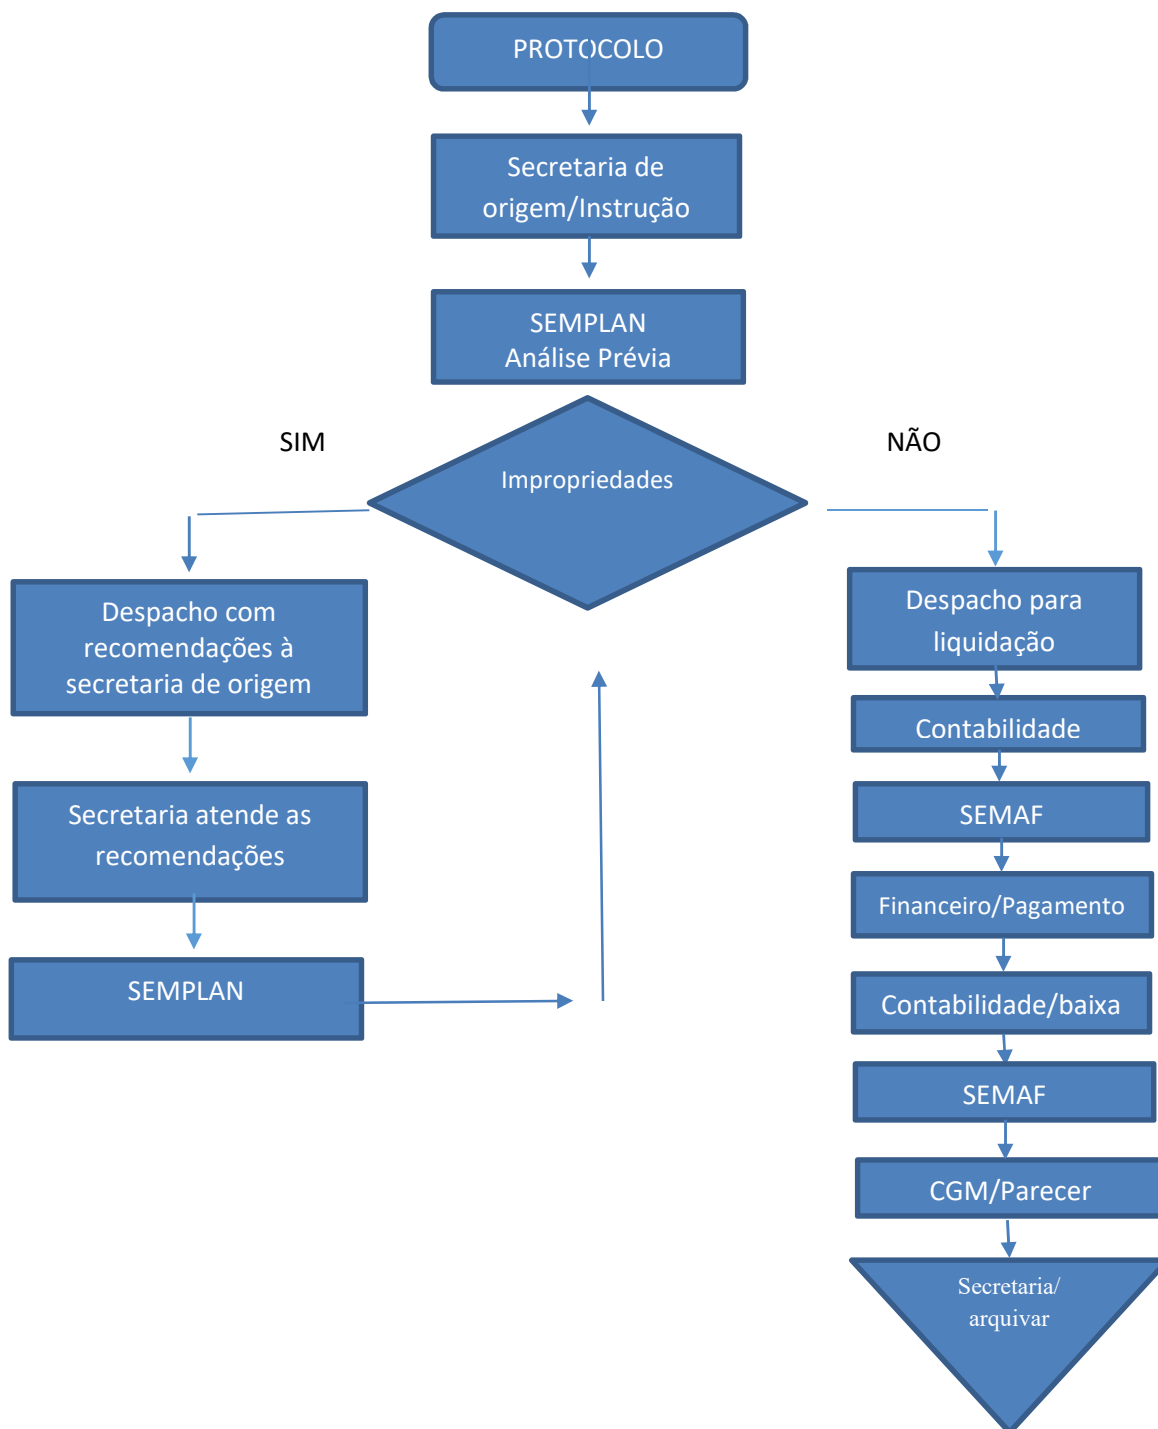 PROTOCOLO
Secretaria de
origem/Instrução
SEMPLAN
Análise Prévia
SIM
NÃO
Impropriedades
Despacho com
recomendações à
secretaria de origem
Secretaria atende as
recomendações
SEMPLAN
Despacho para
liquidação
Contabilidade
SEMAF
Financeiro/Pagamento
Contabilidade/baixa
SEMAF
CGM/Parecer
Secretaria/
arquivar